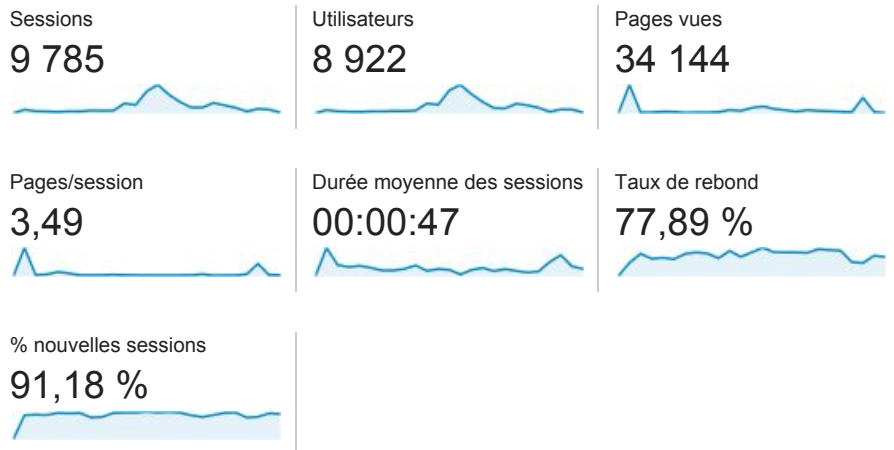 Sessions
9 785
Utilisateurs
8 922
Pages vues
34 144
Pages/session
3,49
Durée moyenne des sessions
00:00:47
Taux de rebond
77,89 %
% nouvelles sessions
91,18 %